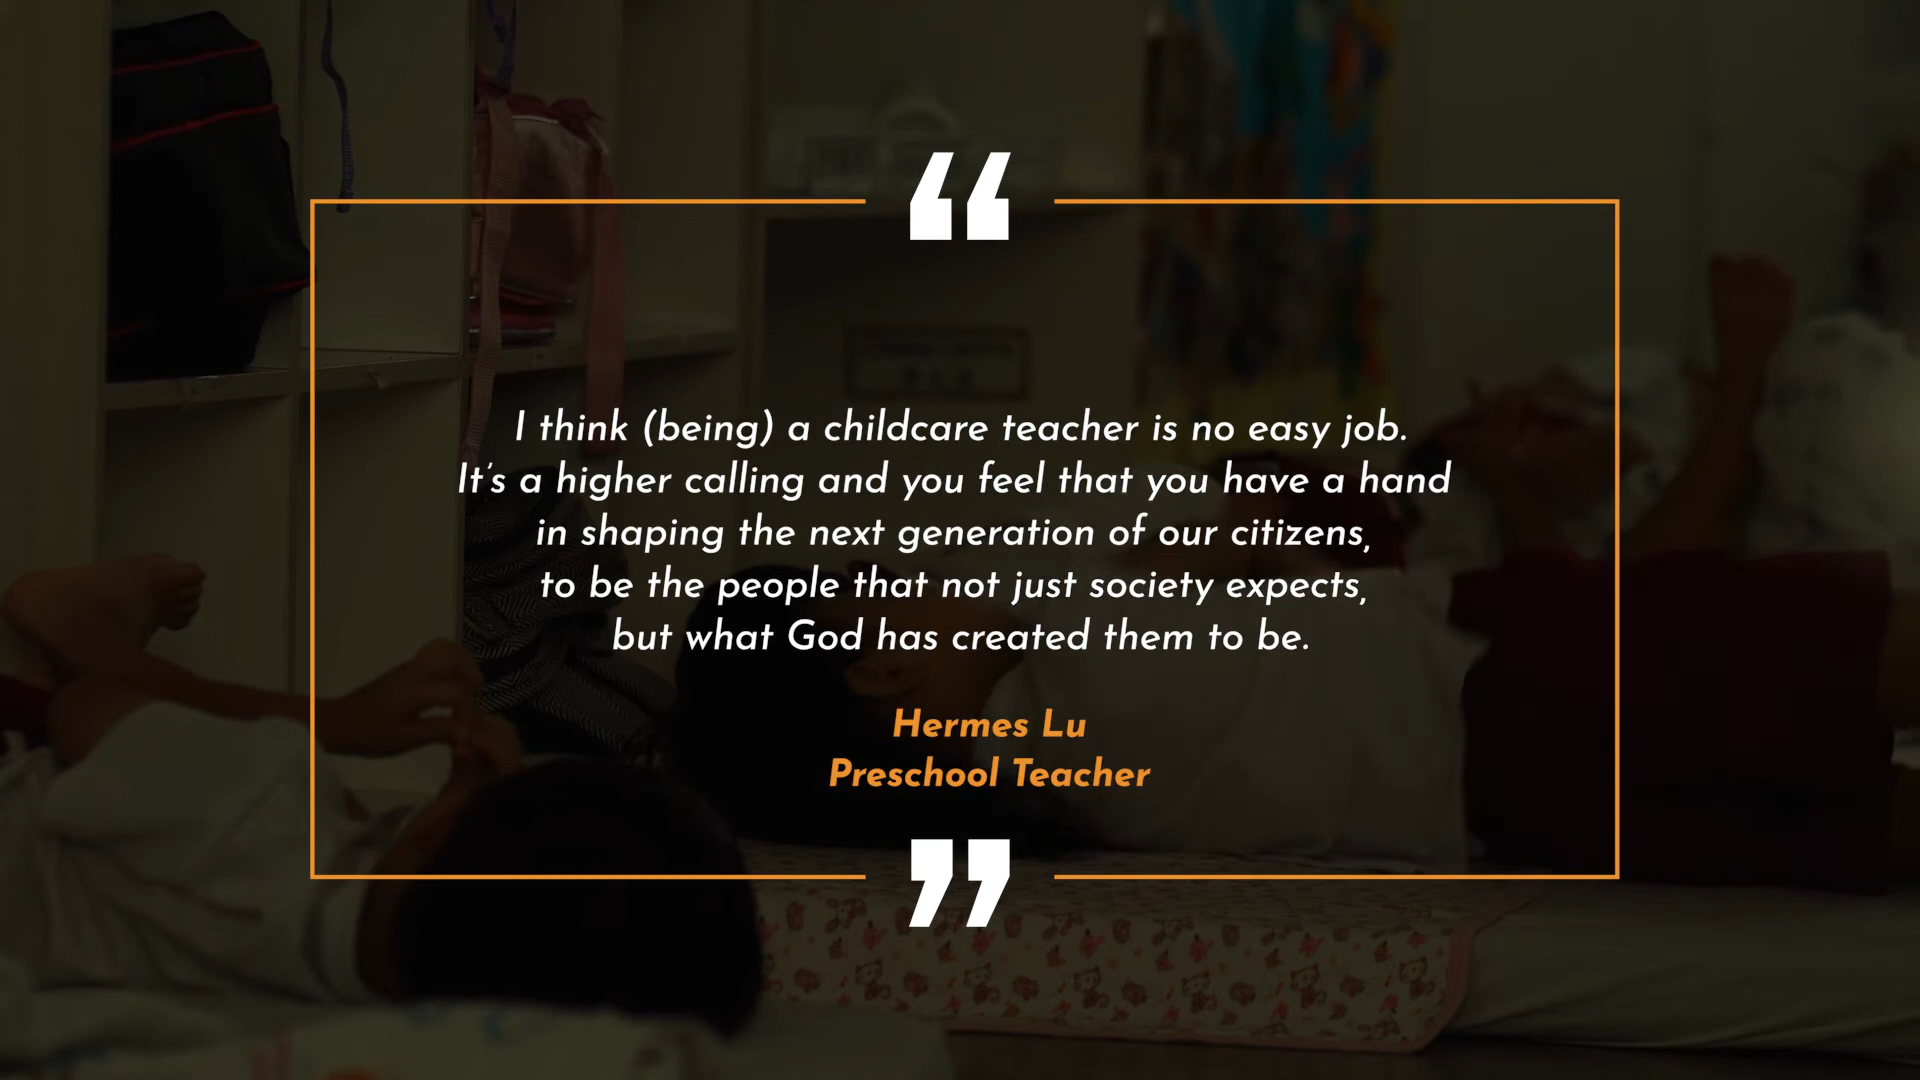 “
I think (being) a childcare teacher is no easy job.
It’s a higher calling and you feel that you have a hand
in shaping the next generation of our citizens,
to be the people that not just society expects,
but what God has created them to be.
Hermes Lu
Preschool Teacher
”